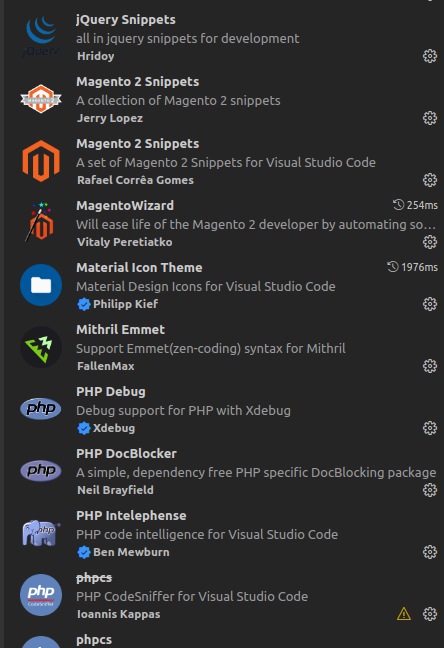 jQuery Snippets
all in jquery snippets for development
Hridoy
Magento 2 Snippets
A collection of Magento 2 snippets
Jerry Lopez
Magento 2 Snippets
A set of Magento 2 Snippets for Visual Studio Code
Rafael Corrêa Gomes
MagentoWizard 254ms
Will ease life of the Magento 2 developer by automating so...
Vitaly Peretiatko
Material Icon Theme 1976ms
Material Design Icons for Visual Studio Code
Philipp Kief
Mithril Emmet
Support Emmet(zen-coding) syntax for Mithril
FallenMax
php
PHP Debug
Debug support for PHP with Xdebug
Xdebug
php
PHP DocBlocker
A simple, dependency free PHP specific DocBlocking package
Neil Brayfield
php
PHP Intelephense
PHP code intelligence for Visual Studio Code
Ben Mewburn
php
CodeSniffer
phpcs
PHP CodeSniffer for Visual Studio Code
Ioannis Kappas
phpcs